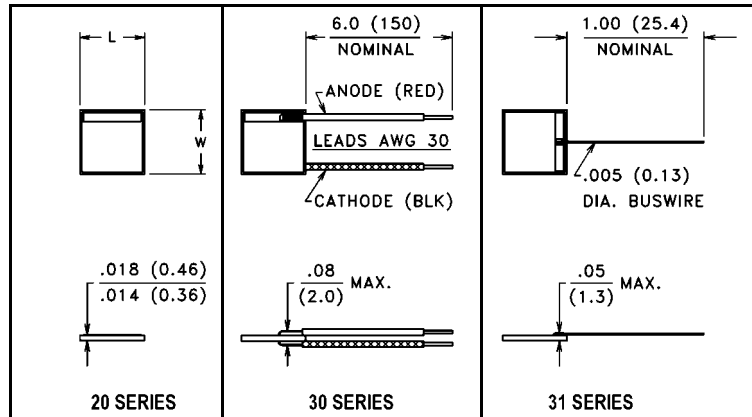 L
W
.018 (0.46)
.014 (0.36)
20 SERIES
6.0 (150)
NOMINAL
ANODE (RED)
LEADS AWG 30
CATHODE (BLK)
.08
(2.0)
MAX.
30 SERIES
1.00 (25.4)
NOMINAL
.005 (0.13)
DIA. BUSWIRE
.05
(1.3)
MAX.
31 SERIES